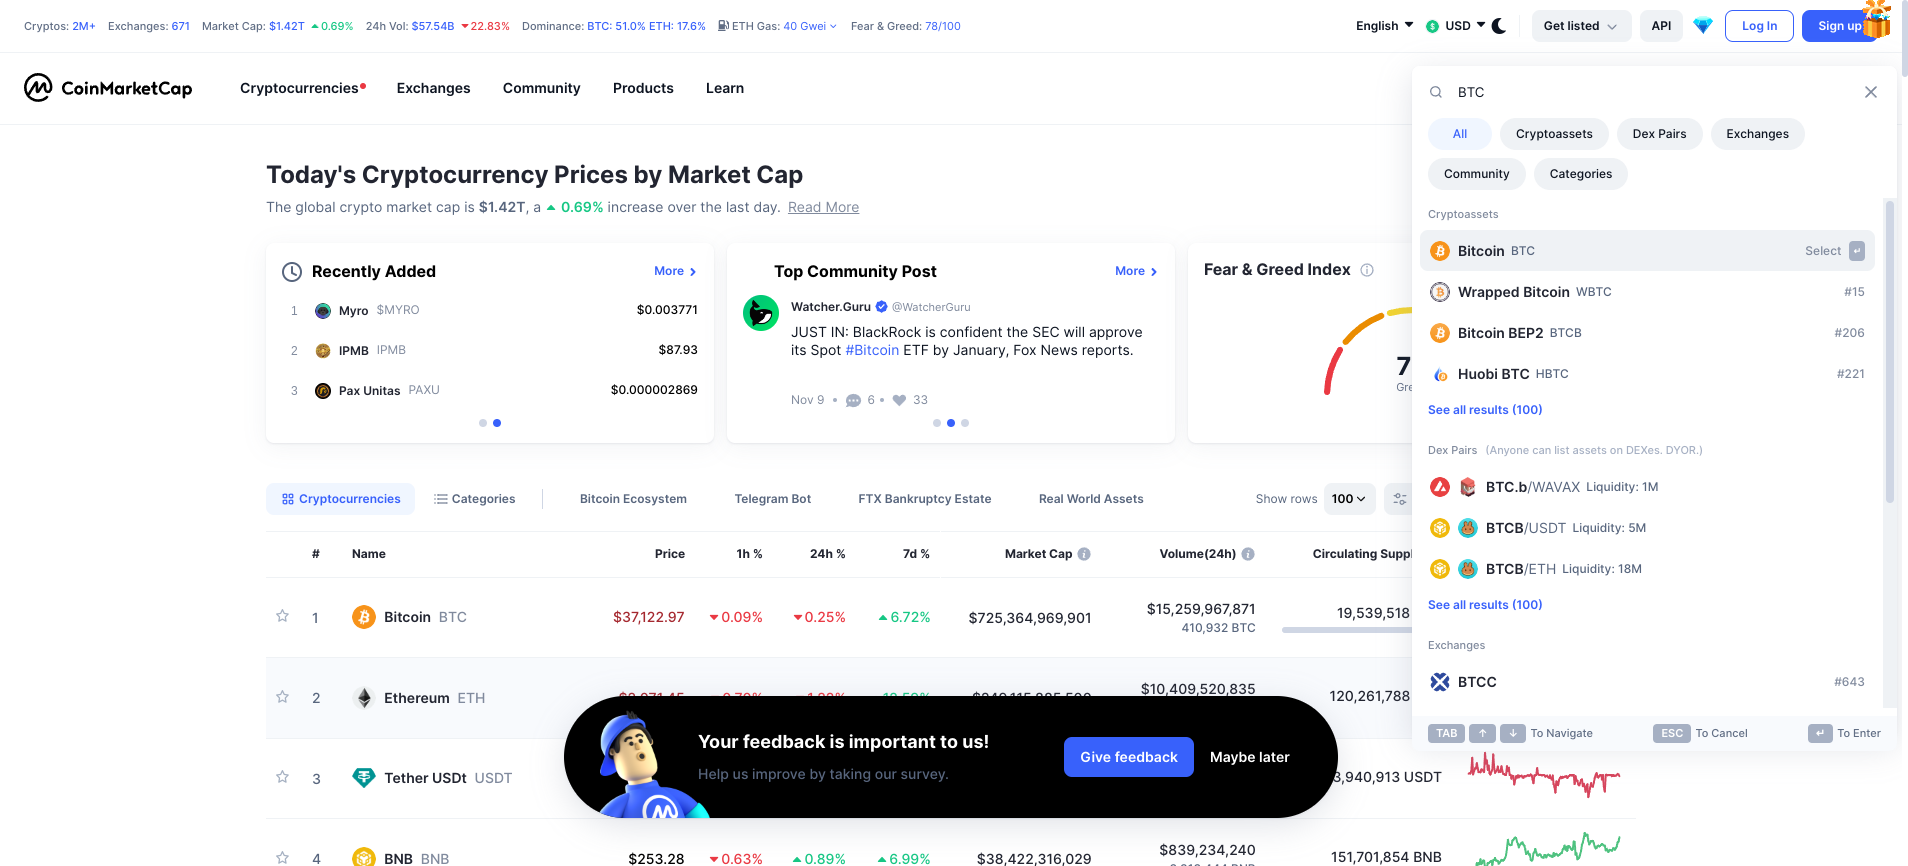 Cryptos: 2M+ Exchanges: 671 Market Cap: $1.42T 0.69% 24h Vol: $57.54B 22.83% Dominance: BTC: 51.0% ETH: 17.6% ETH Gas: 40 Gwei Fear & Greed: 78/100
English USD Get listed API Log In Sign up
CoinMarketCap Cryptocurrencies Exchanges Community Products Learn
Today's Cryptocurrency Prices by Market Cap
The global crypto market cap is $1.42T, a 0.69% increase over the last day. Read More
Recently Added More
1 Myro $MYRO $0.003771
2 IPMB IPMB $87.93
3 Pax Unitas PAXU $0.000002869
Top Community Post More
Watcher.Guru @WatcherGuru
JUST IN: BlackRock is confident the SEC will approve
its Spot #Bitcoin ETF by January, Fox News reports.
Nov 9 • 6 • 33
Fear & Greed Index
7
Gre
Cryptocurrencies Categories Bitcoin Ecosystem Telegram Bot FTX Bankruptcy Estate Real World Assets Show rows 100
# Name Price 1h % 24h % 7d % Market Cap Volume(24h) Circulating Suppl
1 Bitcoin BTC $37,122.97 0.09% 0.25% 6.72% $725,364,969,901 $15,259,967,871 19,539,518
410,932 BTC
2 Ethereum ETH $10,409,520,835 120,261,788
3 Tether USDt USDT 3,940,913 USDT
4 BNB BNB $253.28 0.63% 0.89% 6.99% $38,422,316,029 $839,234,240 151,701,854 BNB
Your feedback is important to us!
Help us improve by taking our survey.
Give feedback Maybe later
BTC
All Cryptoassets Dex Pairs Exchanges
Community Categories
Cryptoassets
Bitcoin BTC Select
Wrapped Bitcoin WBTC #15
Bitcoin BEP2 BTCB #206
Huobi BTC HBTC #221
See all results (100)
Dex Pairs (Anyone can list assets on DEXes. DYOR.)
BTC.b/WAVAX Liquidity: 1M
BTCB/USDT Liquidity: 5M
BTCB/ETH Liquidity: 18M
See all results (100)
Exchanges
BTCC #643
TAB ↑ ↓ To Navigate ESC To Cancel ↵ To Enter